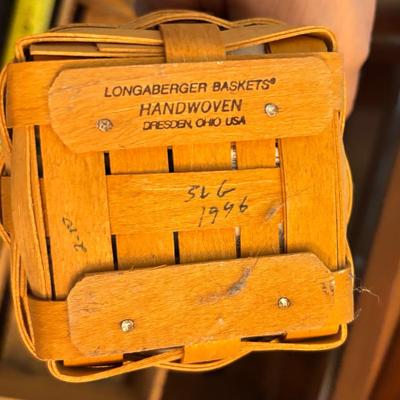 LONGABERGER BASKETS®
HANDWOVEN
DRESDEN, OHIO USA
SLG
1996